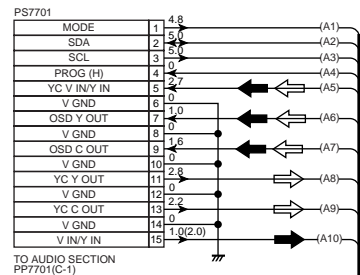 PS7701
MODE 1 4.8 (A1)
SDA 2 5.0 (A2)
SCL 3 5.0 (A3)
PROG (H) 4 0 (A4)
YC V IN/Y IN 5 2.7 (A5)
V GND 6 0
OSD Y OUT 7 1.0 (A6)
V GND 8 0
OSD C OUT 9 1.6 (A7)
V GND 10 0
YC Y OUT 11 2.8 (A8)
V GND 12 0
YC C OUT 13 2.2 (A9)
V GND 14 0
V IN/Y IN 15 1.0(2.0) (A10)
TO AUDIO SECTION
PP7701(C-1)